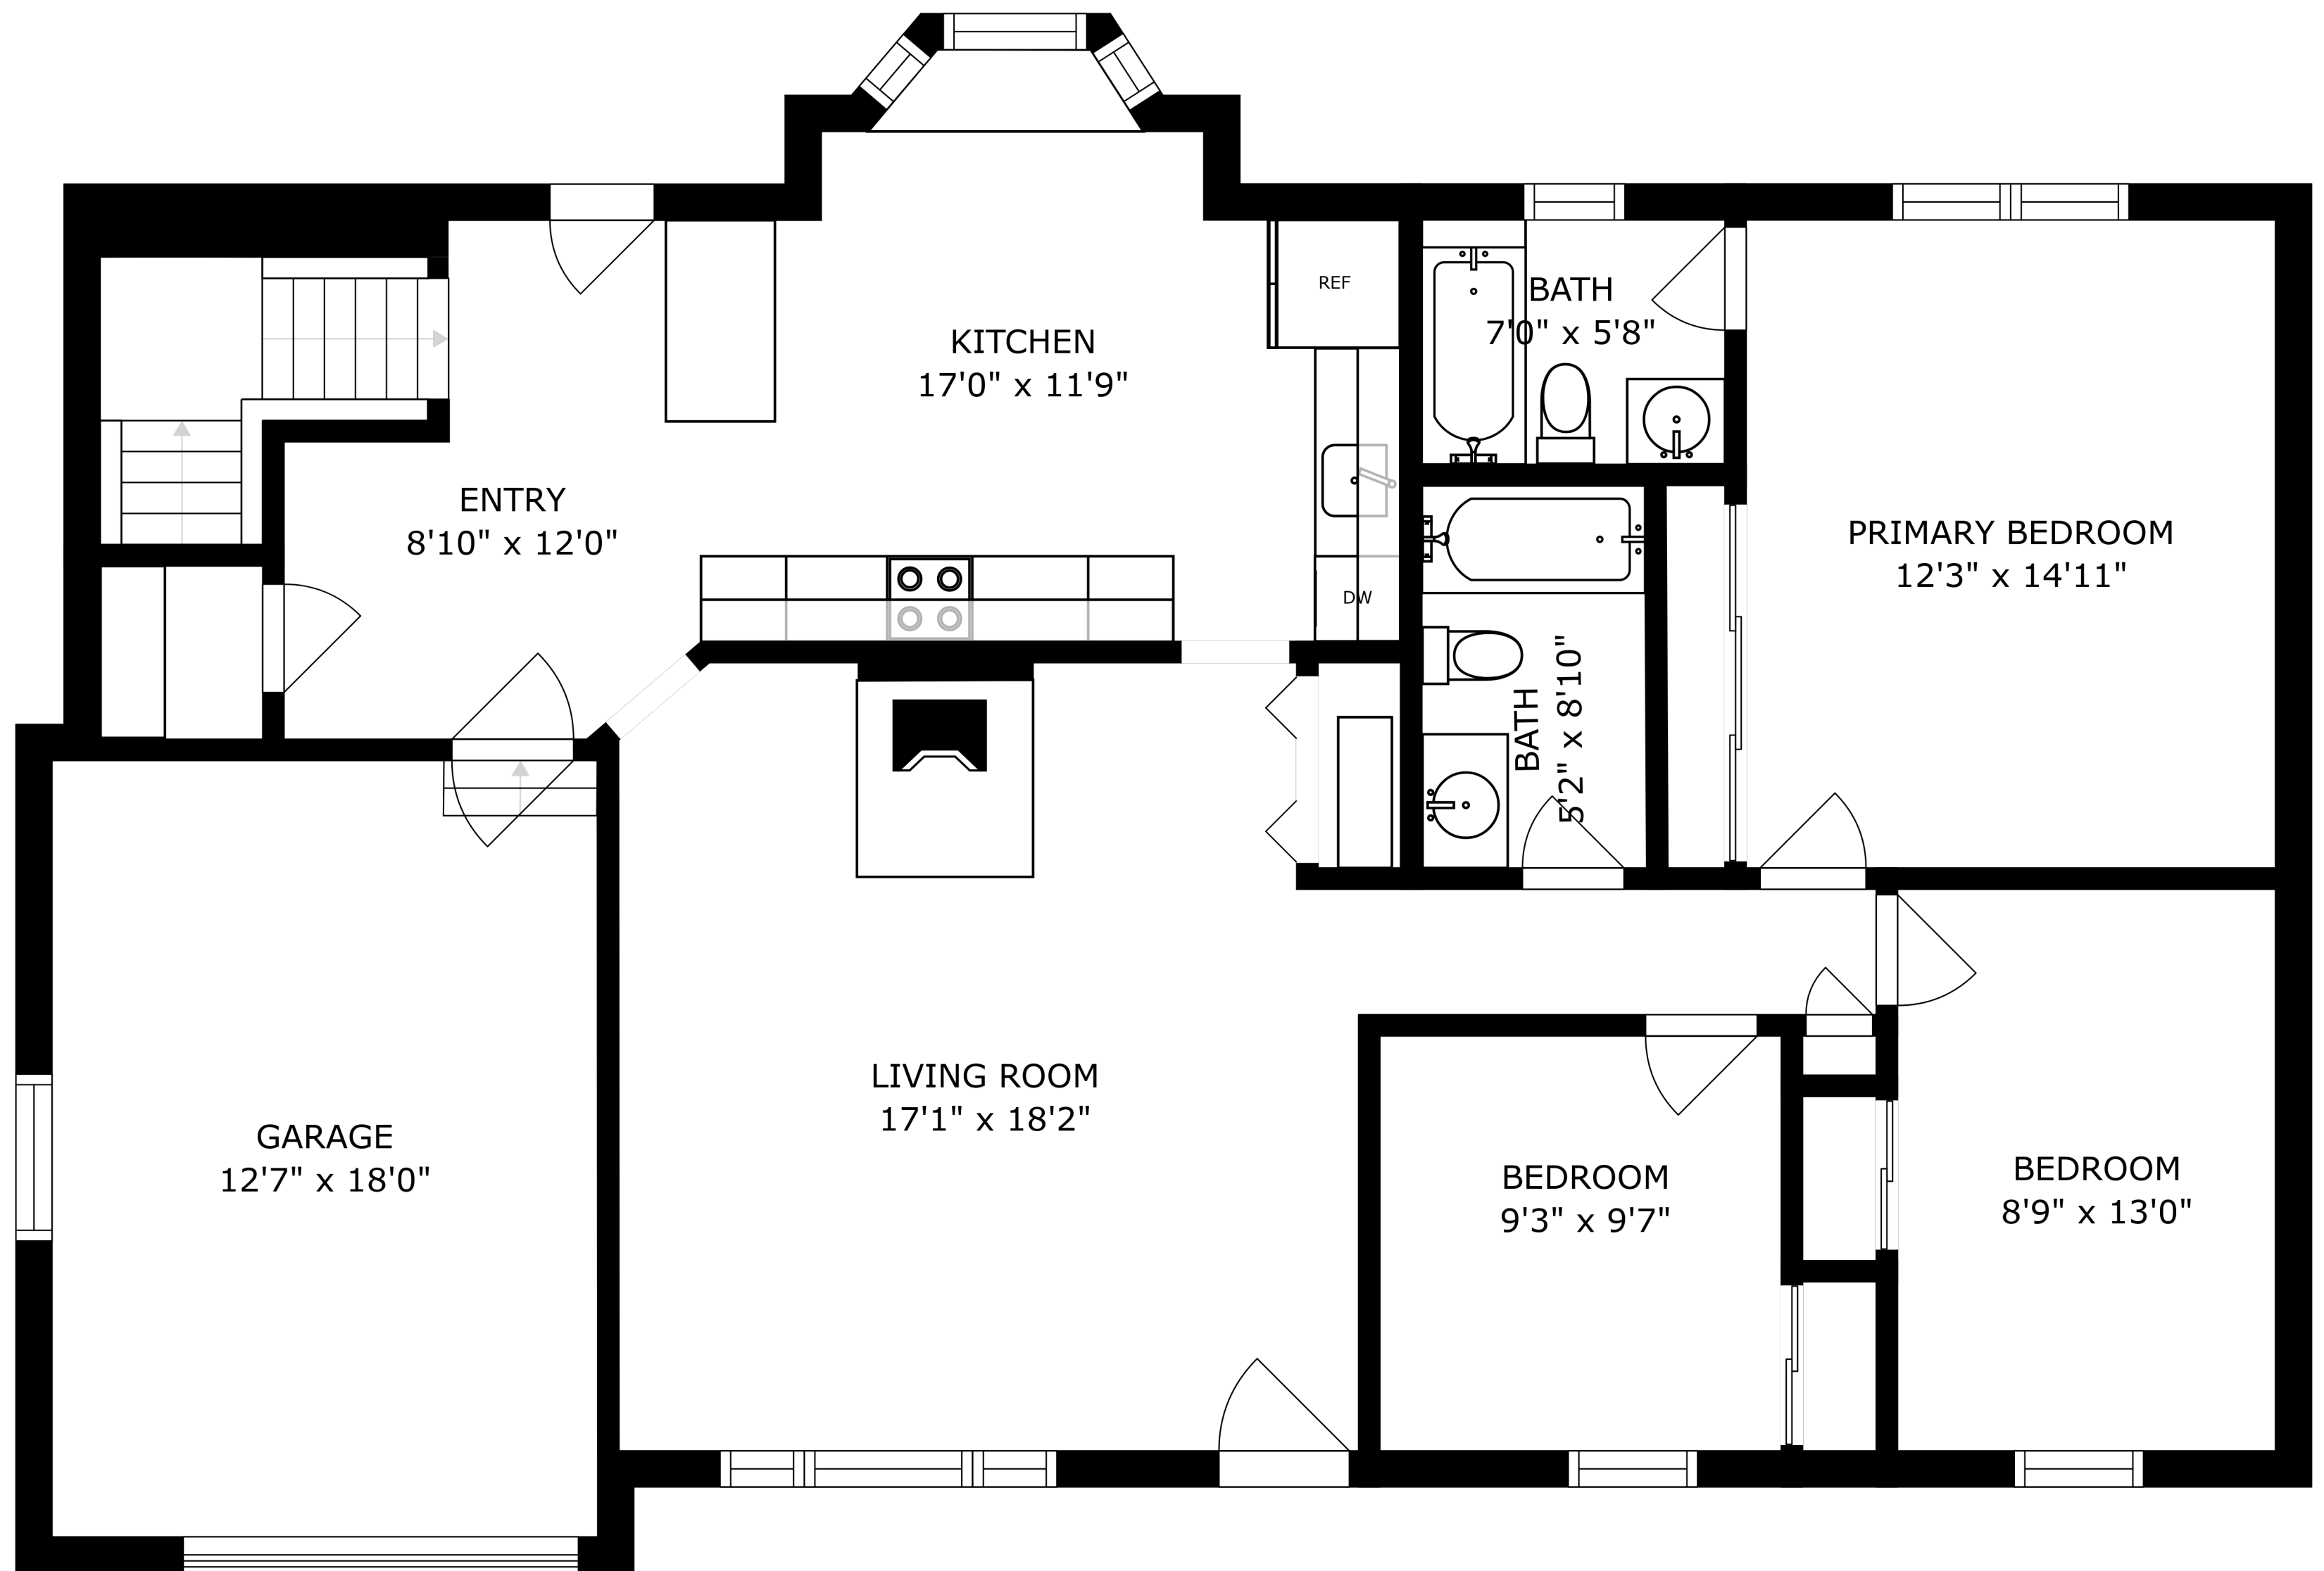 REF
BATH
7'0" x 5'8"
KITCHEN
17'0" x 11'9"
ENTRY
8'10" x 12'0"
PRIMARY BEDROOM
12'3" x 14'11"
DW
BATH
5'2" x 8'10"
LIVING ROOM
17'1" x 18'2"
GARAGE
12'7" x 18'0"
BEDROOM
9'3" x 9'7"
BEDROOM
8'9" x 13'0"